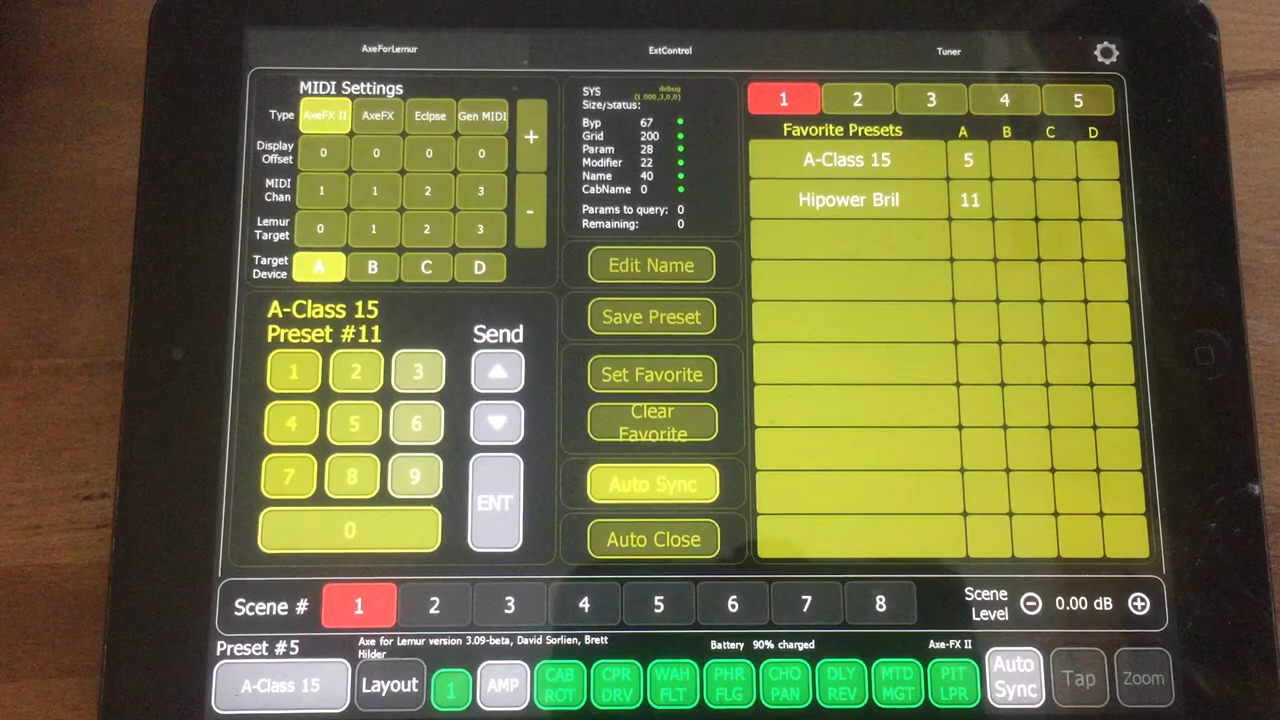 AxeForLemur
ExtControl
Tuner
MIDI Settings
Type AxeFX II AxeFX Eclpse Gen MIDI
Display Offset 0 0 0 0
MIDI Chan 1 1 2 3
Lemur Target 0 1 2 3
Target Device A B C D
+
-
A-Class 15
Preset #11
Send
1 2 3
4 5 6
7 8 9
0
ENT
SYS debug
{1.000,3,0,0}
Size/Status:
Byp 67
Grid 200
Param 28
Modifier 22
Name 40
CabName 0
Params to query: 0
Remaining: 0
Edit Name
Save Preset
Set Favorite
Clear
Favorite
Auto Sync
Auto Close
1 2 3 4 5
Favorite Presets A B C D
A-Class 15 5
Hipower Bril 11
Scene # 1 2 3 4 5 6 7 8
Scene
Level
0.00 dB
Preset #5
Axe for Lemur version 3.09-beta, David Sorlien, Brett
Hilder
Battery 90% charged
Axe-FX II
A-Class 15
Layout
1
AMP
CAB
ROT
CPR
DRV
WAH
FLT
PHR
FLG
CHO
PAN
DLY
REV
MTD
MGT
PIT
LPR
Auto
Sync
Tap
Zoom